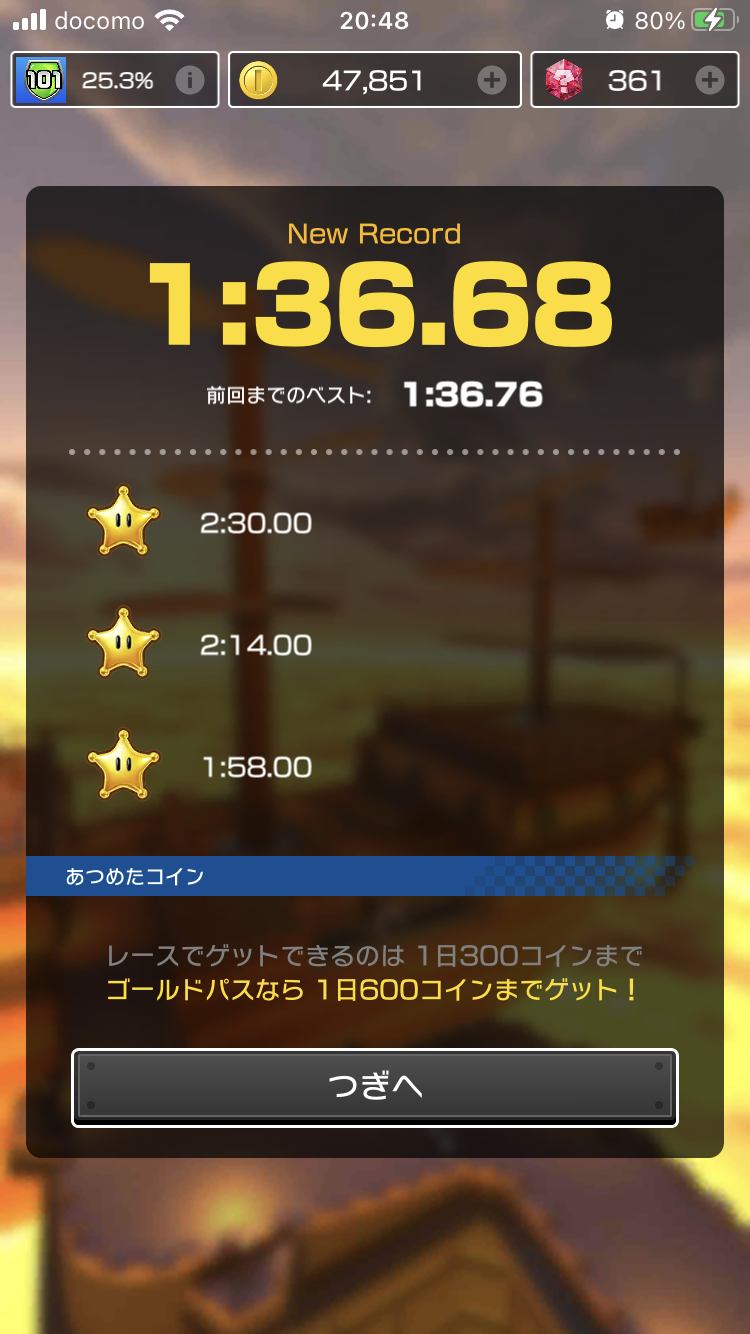 docomo 20:48 80%
101 25.3% i 47,851 + 361 +
New Record
1:36.68
前回までのベスト: 1:36.76
2:30.00
2:14.00
1:58.00
あつめたコイン
レースでゲットできるのは 1日300コインまで
ゴールドパスなら 1日600コインまでゲット！
つぎへ